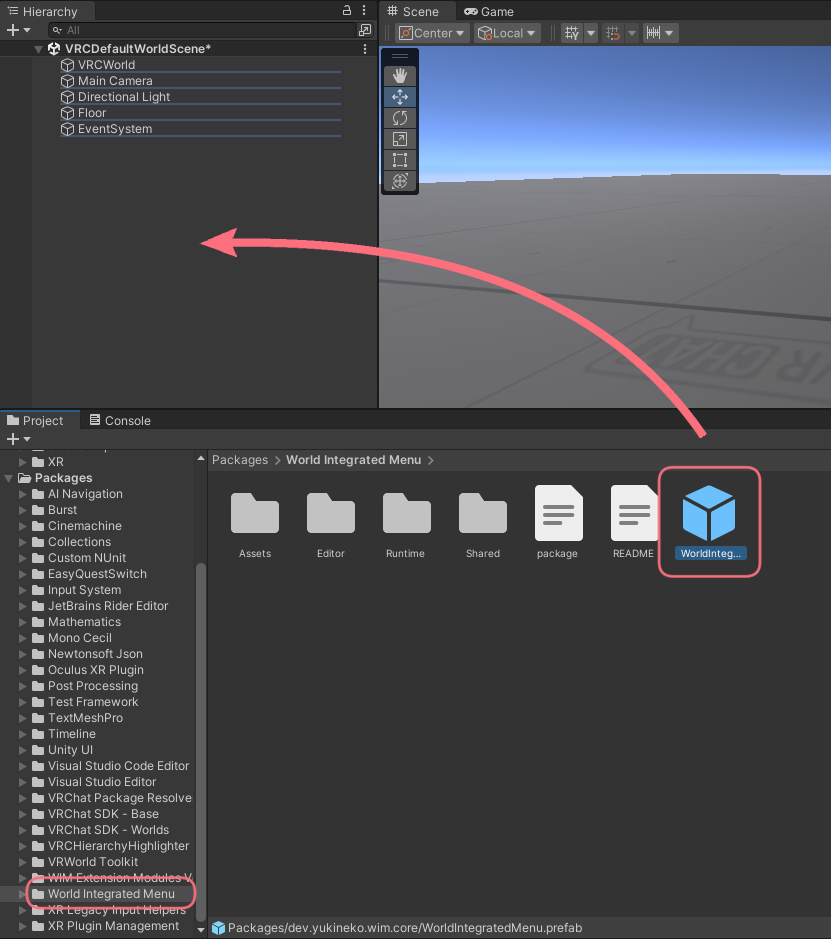 Hierarchy
All
VRCDefaultWorldScene*
VRCWorld
Main Camera
Directional Light
Floor
EventSystem
Scene
Game
Center
Local
VR CHAT
Project
Console
XR
Packages
AI Navigation
Burst
Cinemachine
Collections
Custom NUnit
EasyQuestSwitch
Input System
JetBrains Rider Editor
Mathematics
Mono Cecil
Newtonsoft Json
Oculus XR Plugin
Post Processing
Test Framework
TextMeshPro
Timeline
Unity UI
Visual Studio Code Editor
Visual Studio Editor
VRChat Package Resolve
VRChat SDK - Base
VRChat SDK - Worlds
VRCHierarchyHighlighter
VRWorld Toolkit
WIM Extension Modules V
World Integrated Menu
XR Legacy Input Helpers
XR Plugin Management
Packages > World Integrated Menu >
Assets
Editor
Runtime
Shared
package
README
WorldInteg...
Packages/dev.yukineko.wim.core/WorldIntegratedMenu.prefab